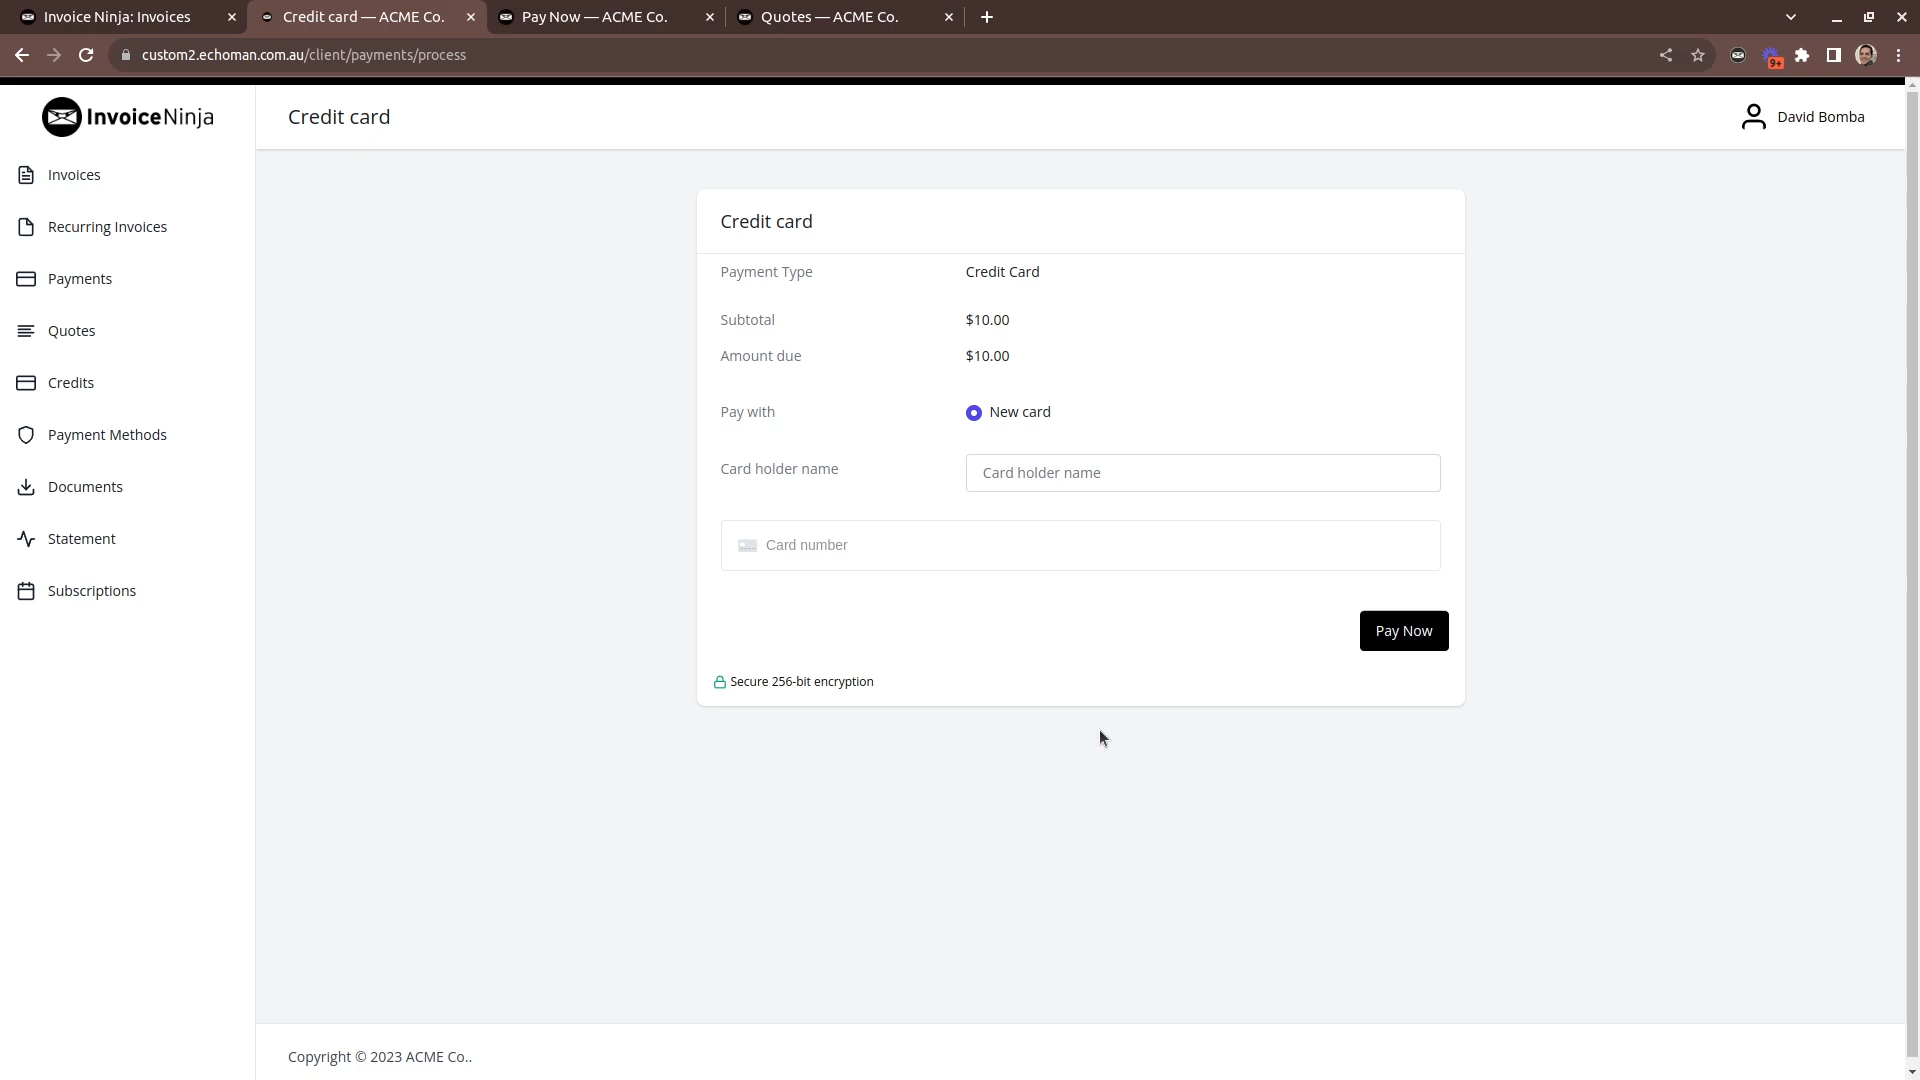 Invoice Ninja: Invoices
Credit card — ACME Co.
Pay Now — ACME Co.
Quotes — ACME Co.
custom2.echoman.com.au/client/payments/process
9+
InvoiceNinja
Credit card
David Bomba
Invoices
Recurring Invoices
Payments
Quotes
Credits
Payment Methods
Documents
Statement
Subscriptions
Credit card
Payment Type Credit Card
Subtotal $10.00
Amount due $10.00
Pay with New card
Card holder name Card holder name
Card number
Pay Now
Secure 256-bit encryption
Copyright © 2023 ACME Co..